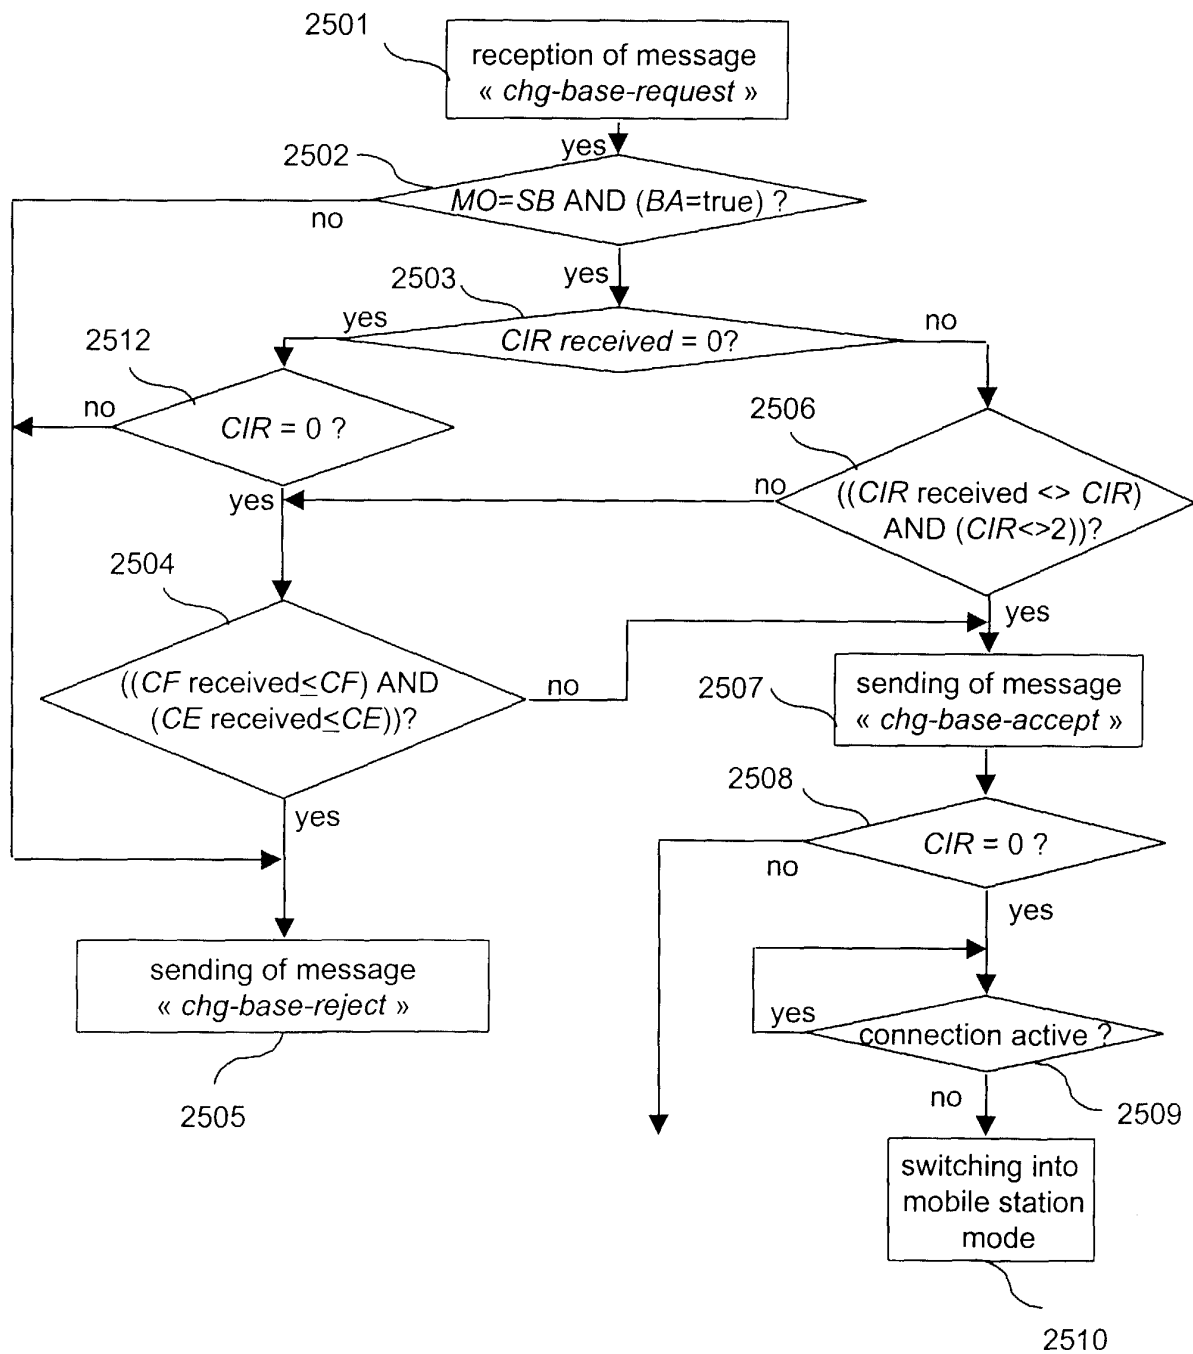 2501
reception of message
« chg-base-request »
yes
2502
MO=SB AND (BA=true) ?
no
yes
2503
yes
CIR received = 0?
no
2512
no
CIR = 0 ?
2506
yes
no
((CIR received <> CIR)
AND (CIR<>2))?
2504
yes
((CF received≤CF) AND
(CE received≤CE))?
no
2507
sending of message
« chg-base-accept »
2508
yes
CIR = 0 ?
no
yes
sending of message
« chg-base-reject »
yes
connection active ?
2505
no
2509
switching into
mobile station
mode
2510